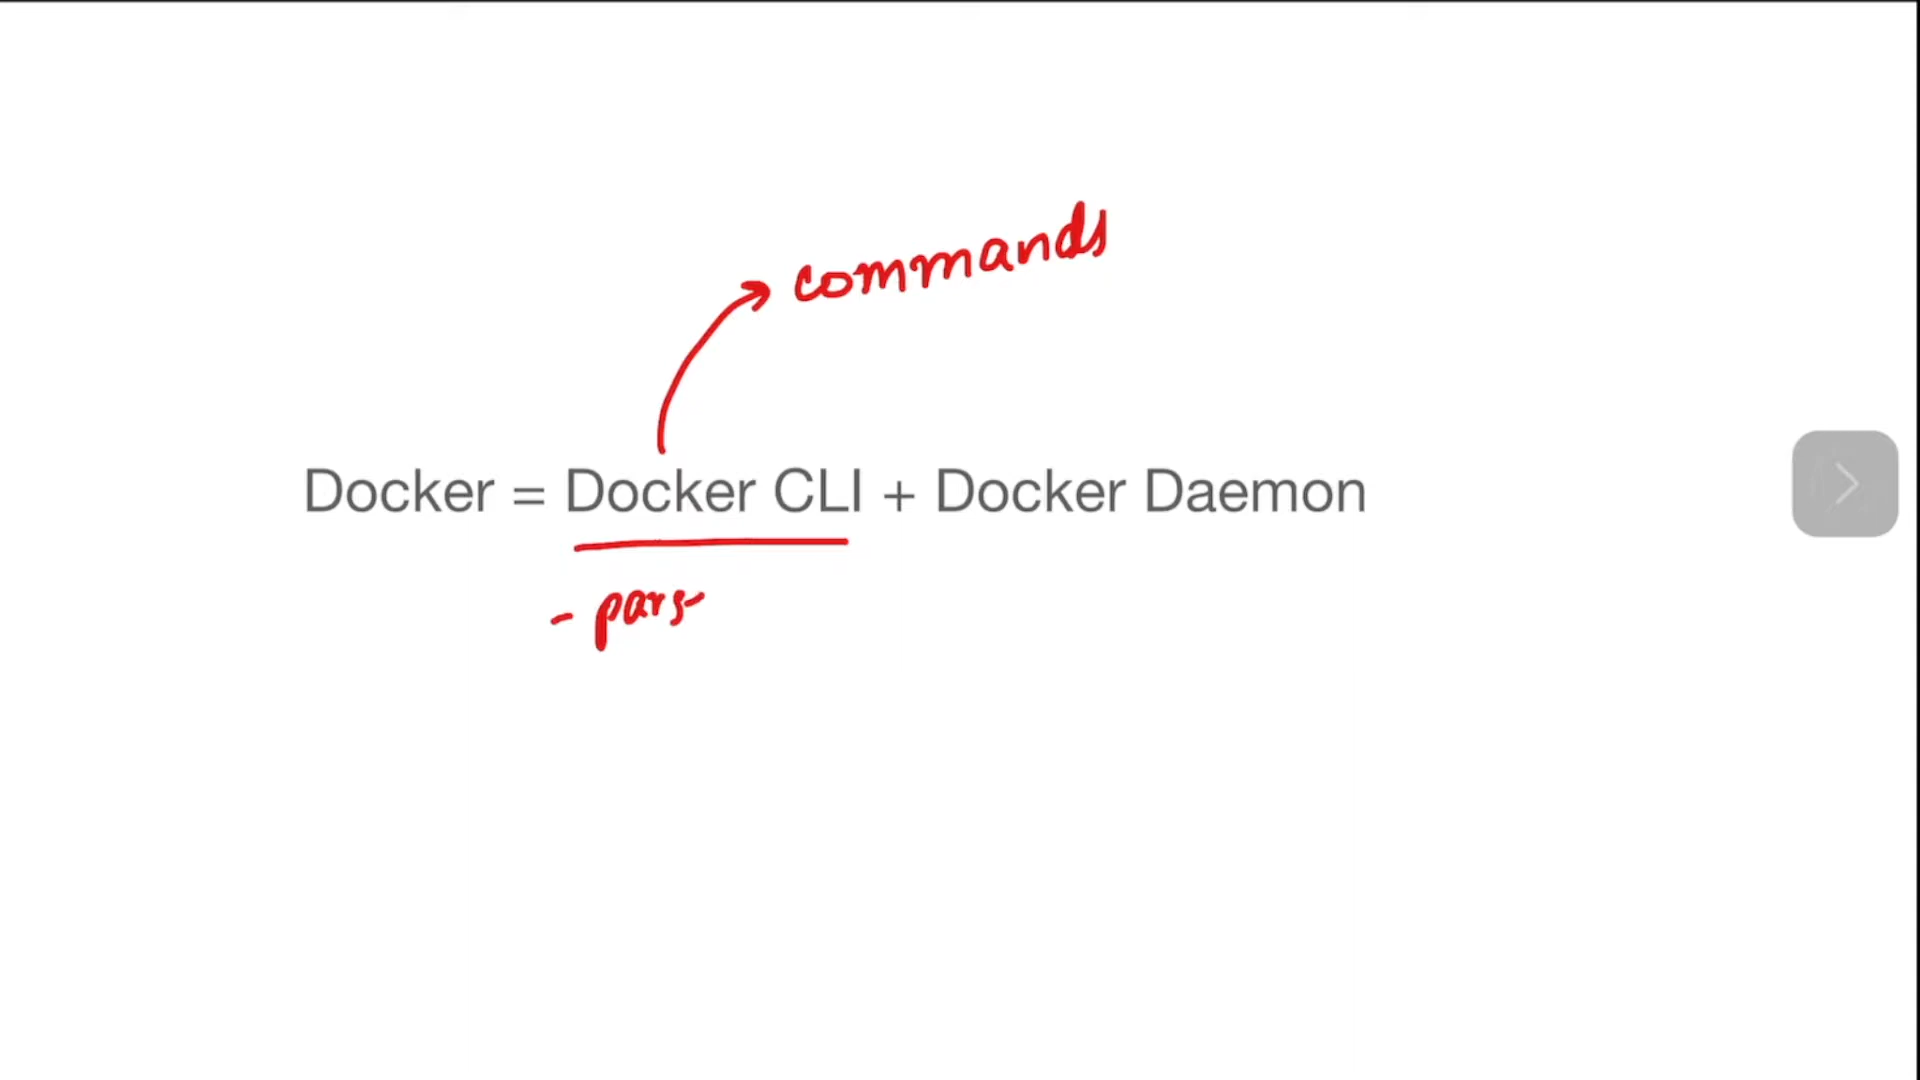 commands
Docker = Docker CLI + Docker Daemon
- pars